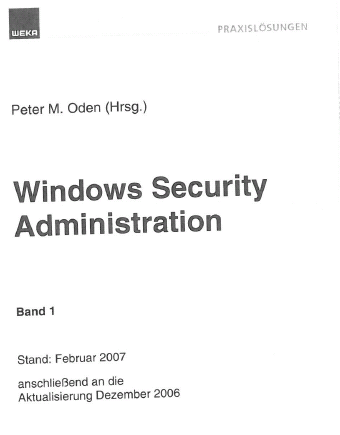 WEKA
PRAXISLÖSUNGEN
Peter M. Oden (Hrsg.)
Windows Security
Administration
Band 1
Stand: Februar 2007
anschließend an die
Aktualisierung Dezember 2006